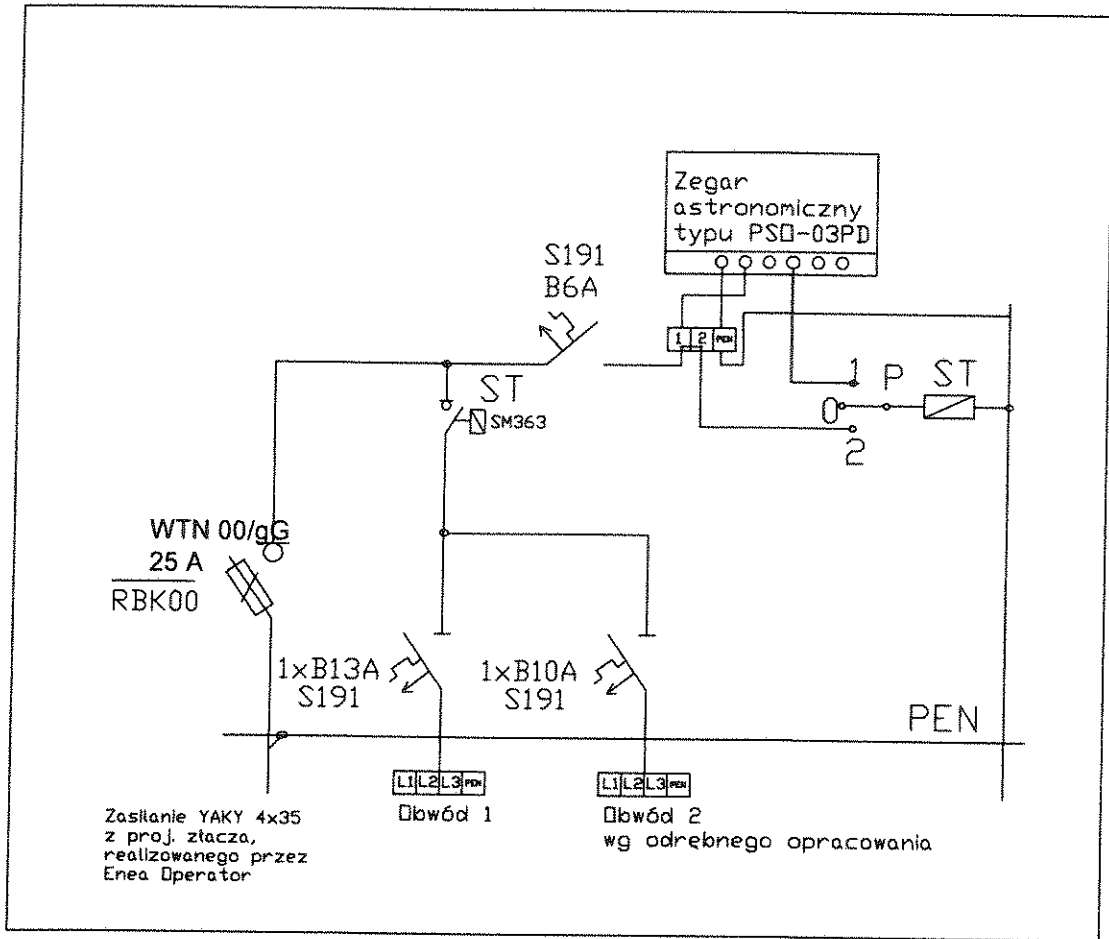 Zegar
astronomiczny
typu PSO-03PD
S191
B6A
1 2 PEN
1 P ST
2
ST
SM363
WTN 00/gG
25 A
RBK00
1xB13A
S191
1xB10A
S191
PEN
L1 L2 L3 PEN
Obwód 1
L1 L2 L3 PEN
Obwód 2
wg odrębnego opracowania
Zasilanie YAKY 4x35
z proj. złacza,
realizowanego przez
Enea Operator